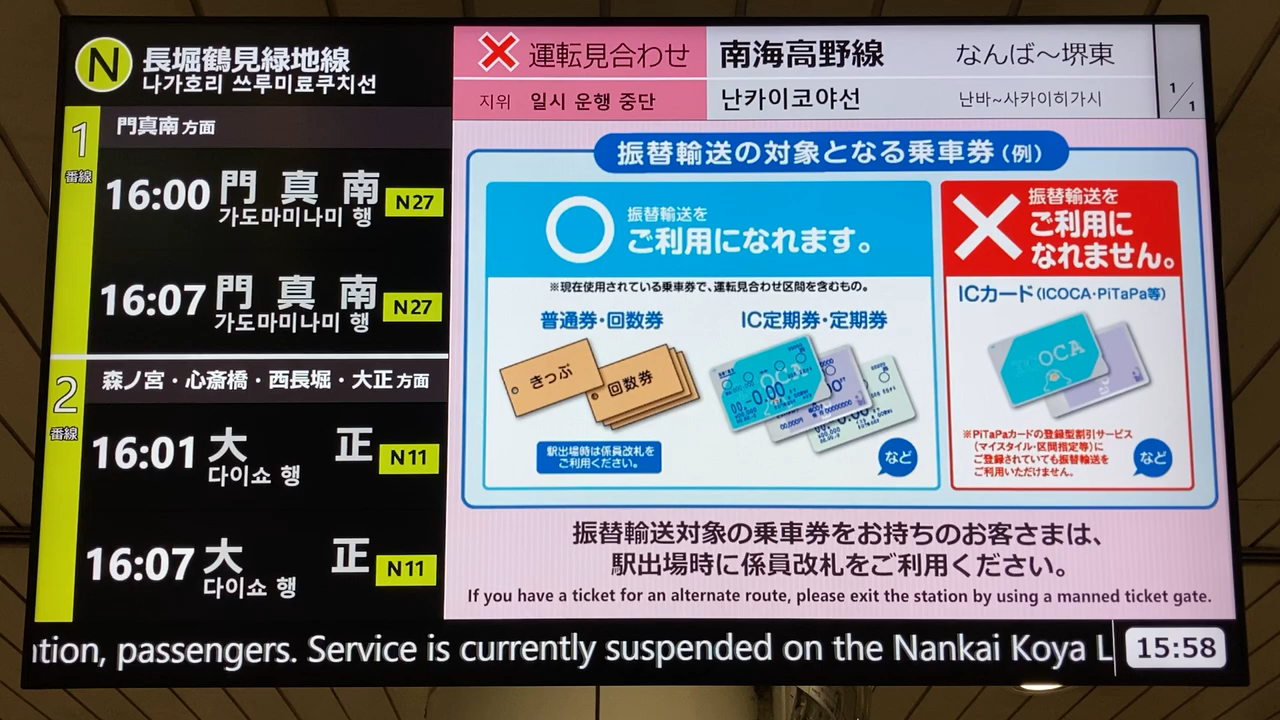 N 長堀鶴見緑地線
나가호리 쓰루미료쿠치선
1 門真南方面
番線
16:00 門真南 N27
가도마미나미 행
16:07 門真南 N27
가도마미나미 행
2 森ノ宮・心斎橋・西長堀・大正方面
番線
16:01 大正 N11
다이쇼 행
16:07 大正 N11
다이쇼 행
運転見合わせ 南海高野線 なんば～堺東
지위 일시 운행 중단 난카이코야선 난바~사카이히가시
1/1
振替輸送の対象となる乗車券(例)
振替輸送を
ご利用になれます。
※現在使用されている乗車券で、運転見合わせ区間を含むもの。
普通券・回数券 IC定期券・定期券
きっぷ
回数券
駅出場時は係員改札を
ご利用ください。
など
振替輸送を
ご利用に
なれません。
ICカード(ICOCA・PiTaPa等)
ICOCA
※PiTaPaカードの登録型割引サービス
(マイスタイル・区間指定等)に
ご登録されていても振替輸送を
ご利用いただけません。
など
振替輸送対象の乗車券をお持ちのお客さまは、
駅出場時に係員改札をご利用ください。
If you have a ticket for an alternate route, please exit the station by using a manned ticket gate.
tion, passengers. Service is currently suspended on the Nankai Koya L
15:58